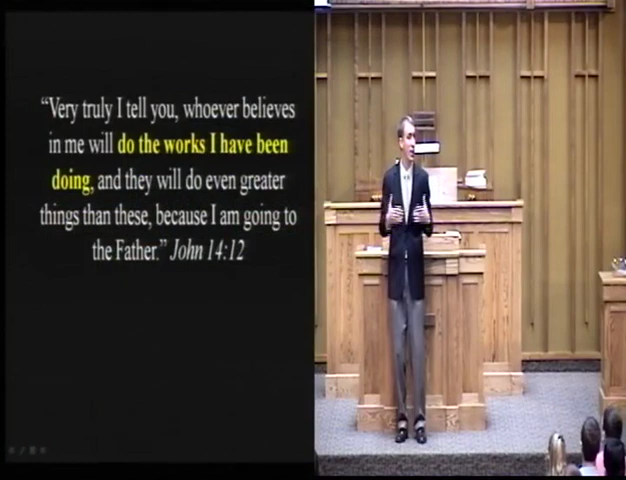 “Very truly I tell you, whoever believes
in me will do the works I have been
doing, and they will do even greater
things than these, because I am going to
the Father.” John 14:12